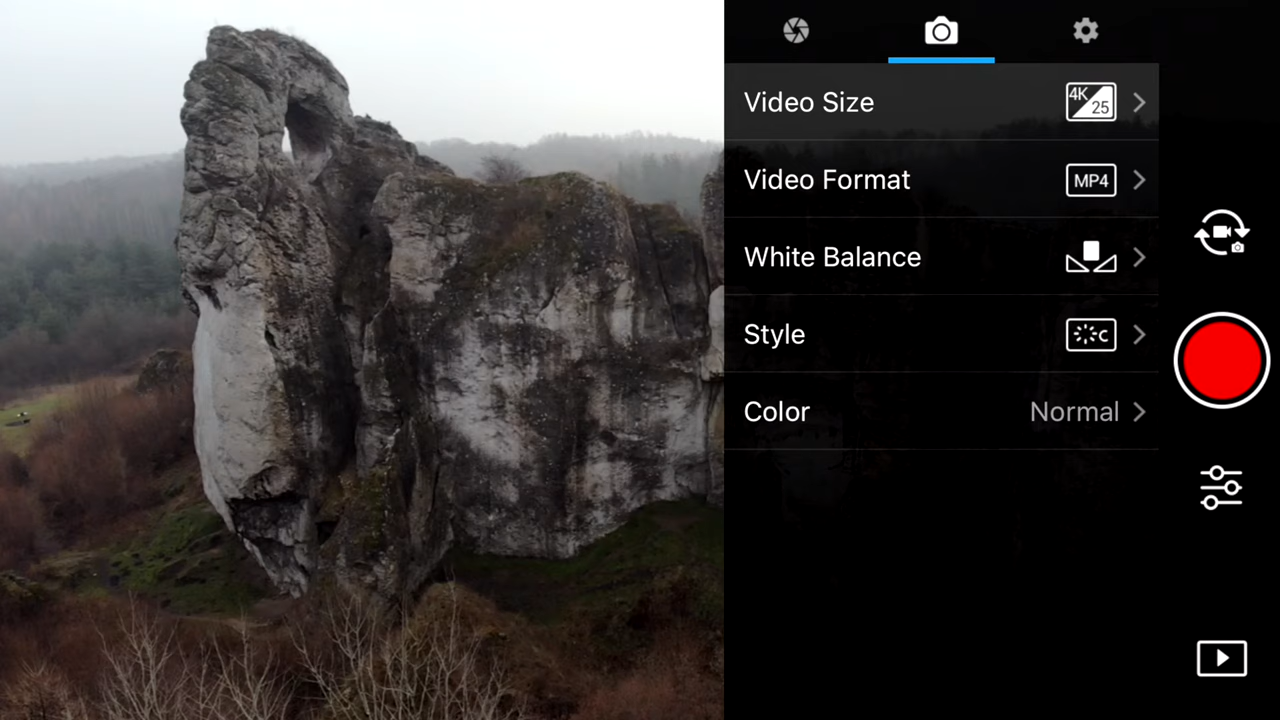 Video Size
4K
25
Video Format
MP4
White Balance
Style
C
Color
Normal